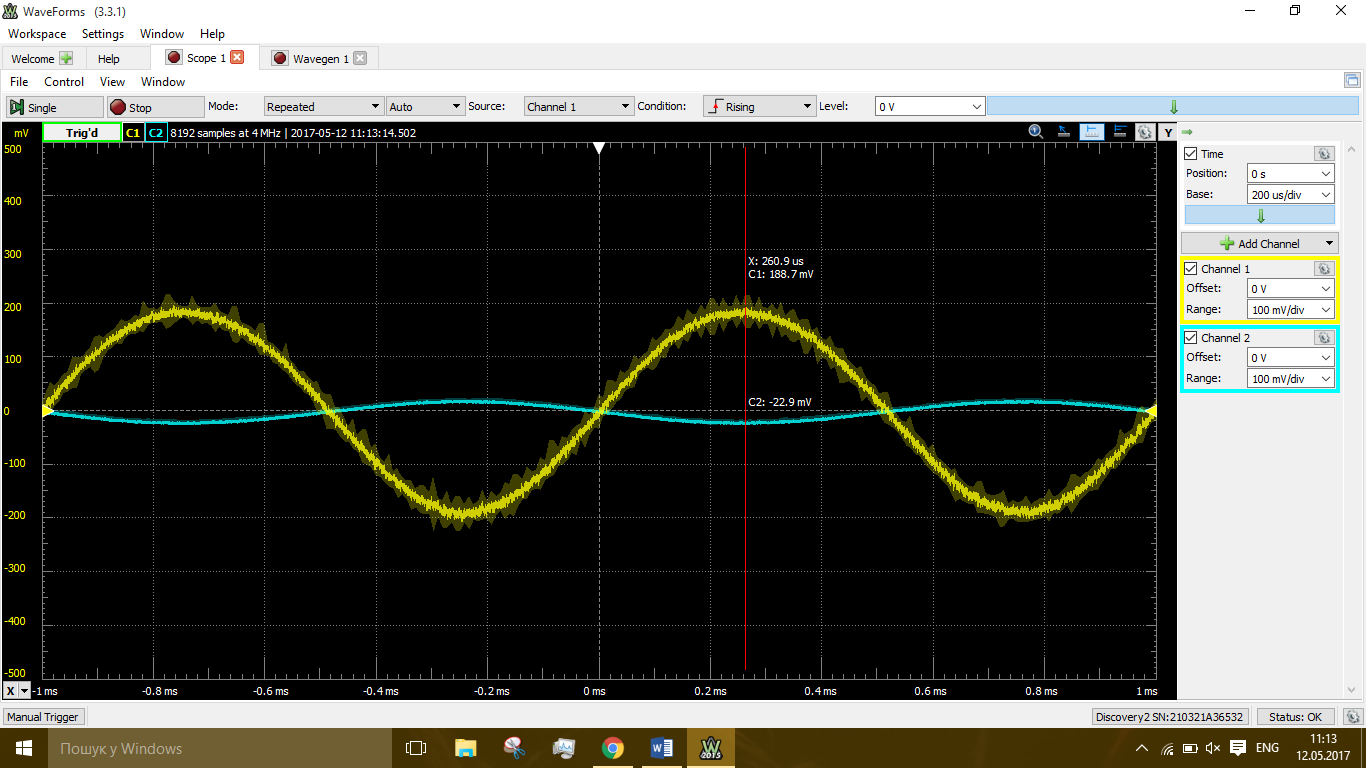 WaveForms (3.3.1)
Workspace Settings Window Help
Welcome Help Scope 1 Wavegen 1
File Control View Window
Single Stop Mode: Repeated Auto Source: Channel 1 Condition: Rising Level: 0 V
mV Trig'd C1 C2 8192 samples at 4 MHz | 2017-05-12 11:13:14.502 Y
500
400
300
200
100
0
-100
-200
-300
-400
-500
X: 260.9 us
C1: 188.7 mV
C2: -22.9 mV
X -1 ms -0.8 ms -0.6 ms -0.4 ms -0.2 ms 0 ms 0.2 ms 0.4 ms 0.6 ms 0.8 ms 1 ms
Time
Position: 0 s
Base: 200 us/div
Add Channel
Channel 1
Offset: 0 V
Range: 100 mV/div
Channel 2
Offset: 0 V
Range: 100 mV/div
Manual Trigger Discovery2 SN:210321A36532 Status: OK
Пошук у Windows
W
2015
ENG
11:13
12.05.2017